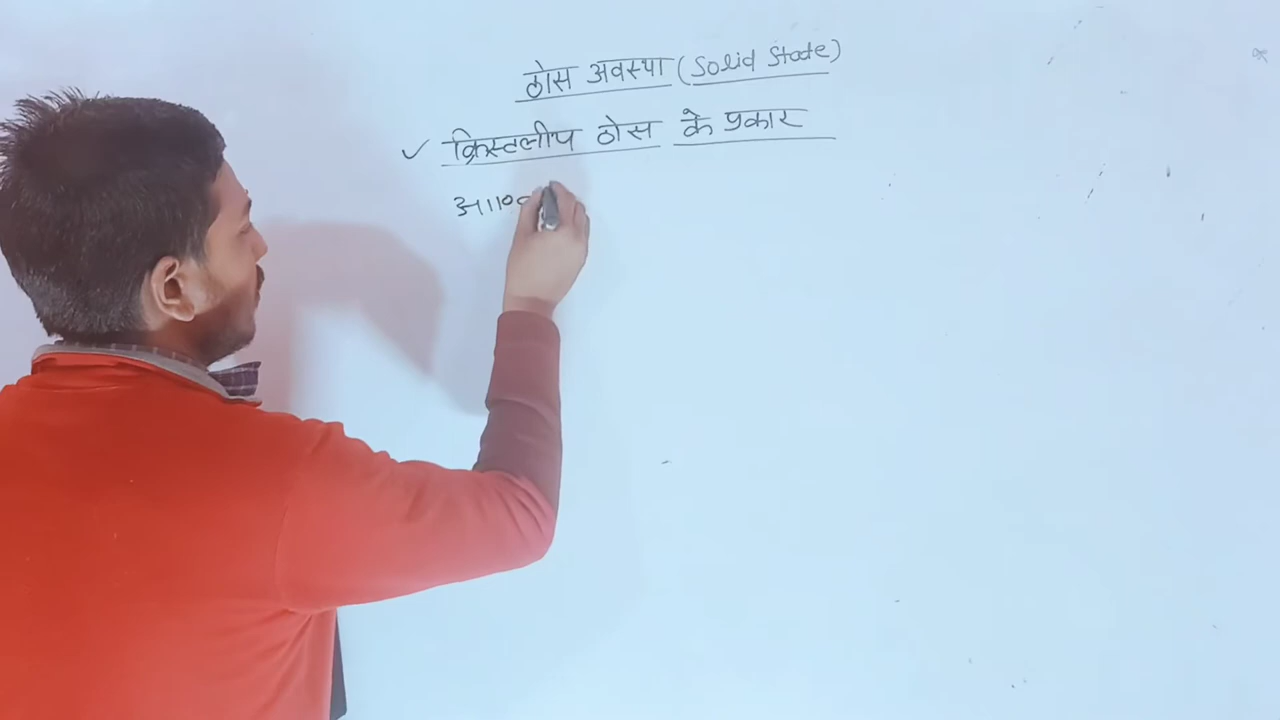 ठोस अवस्था (Solid State)
✓ क्रिस्टलीय ठोस के प्रकार